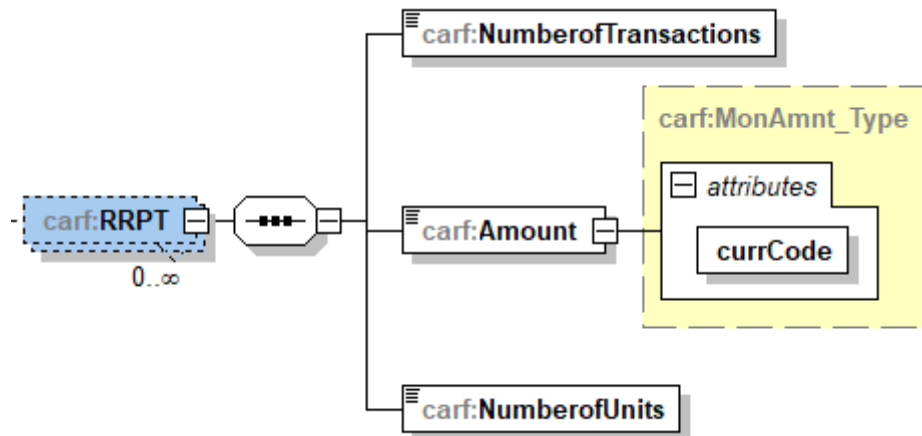 carf:NumberofTransactions
carf:MonAmnt_Type
attributes
carf:RRPT
carf:Amount
currCode
0..∞
carf:NumberofUnits